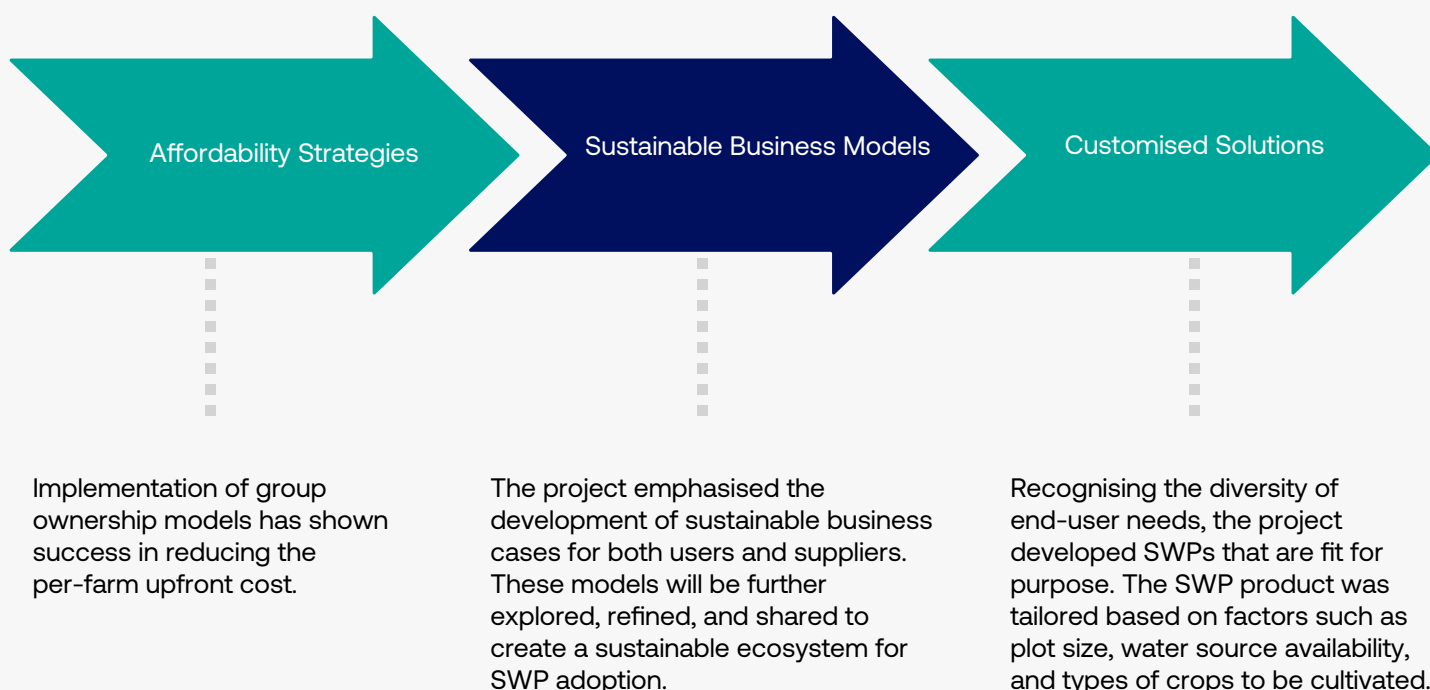 Affordability Strategies
Sustainable Business Models
Customised Solutions
Implementation of group
ownership models has shown
success in reducing the
per-farm upfront cost.
The project emphasised the
development of sustainable business
cases for both users and suppliers.
These models will be further
explored, refined, and shared to
create a sustainable ecosystem for
SWP adoption.
Recognising the diversity of
end-user needs, the project
developed SWPs that are fit for
purpose. The SWP product was
tailored based on factors such as
plot size, water source availability,
and types of crops to be cultivated.